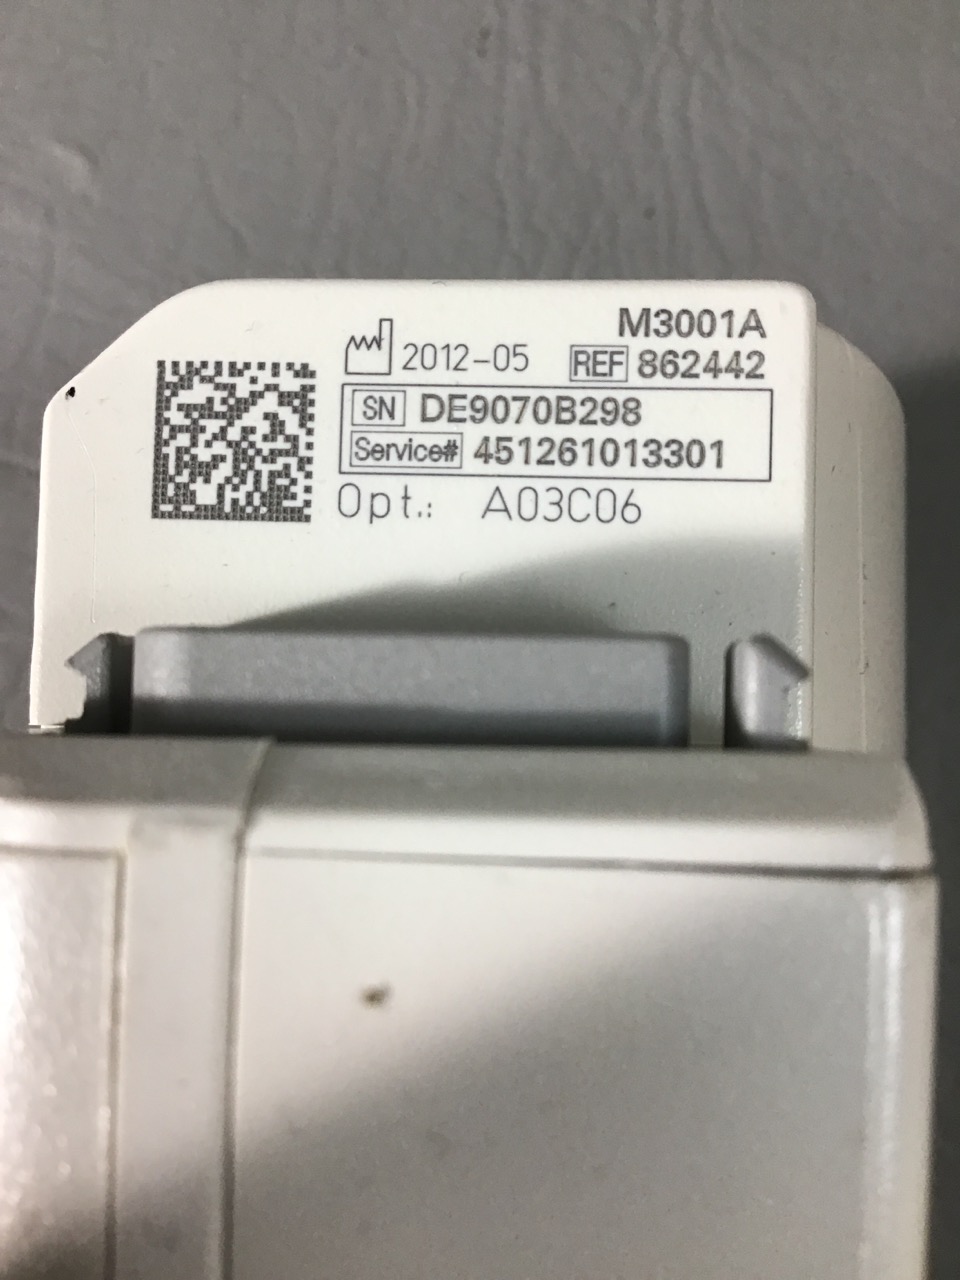 M3001A
2012-05 REF 862442
SN DE9070B298
Service# 451261013301
Opt.: A03C06